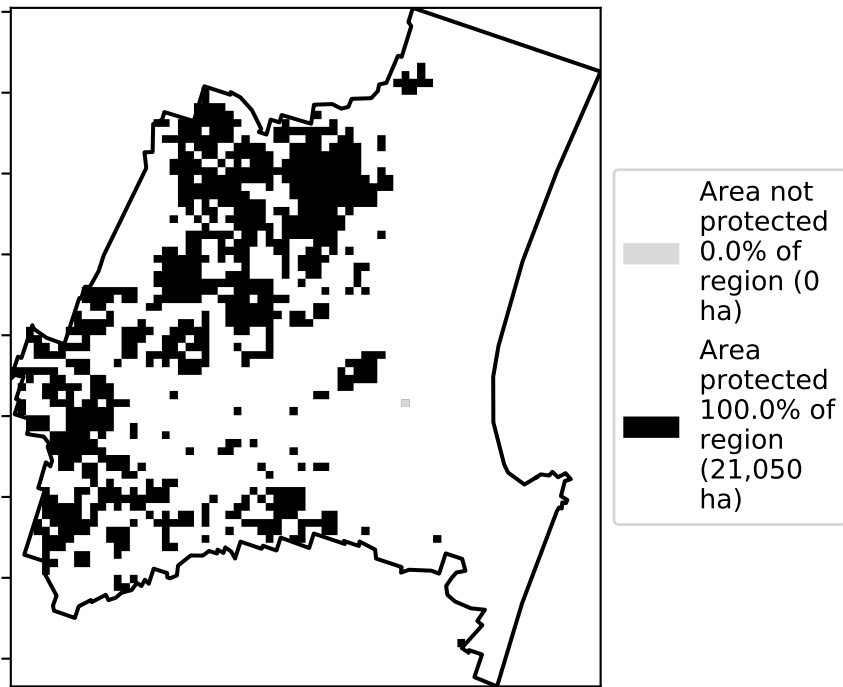 Area not
protected
0.0% of
region (0
ha)
Area
protected
100.0% of
region
(21,050
ha)